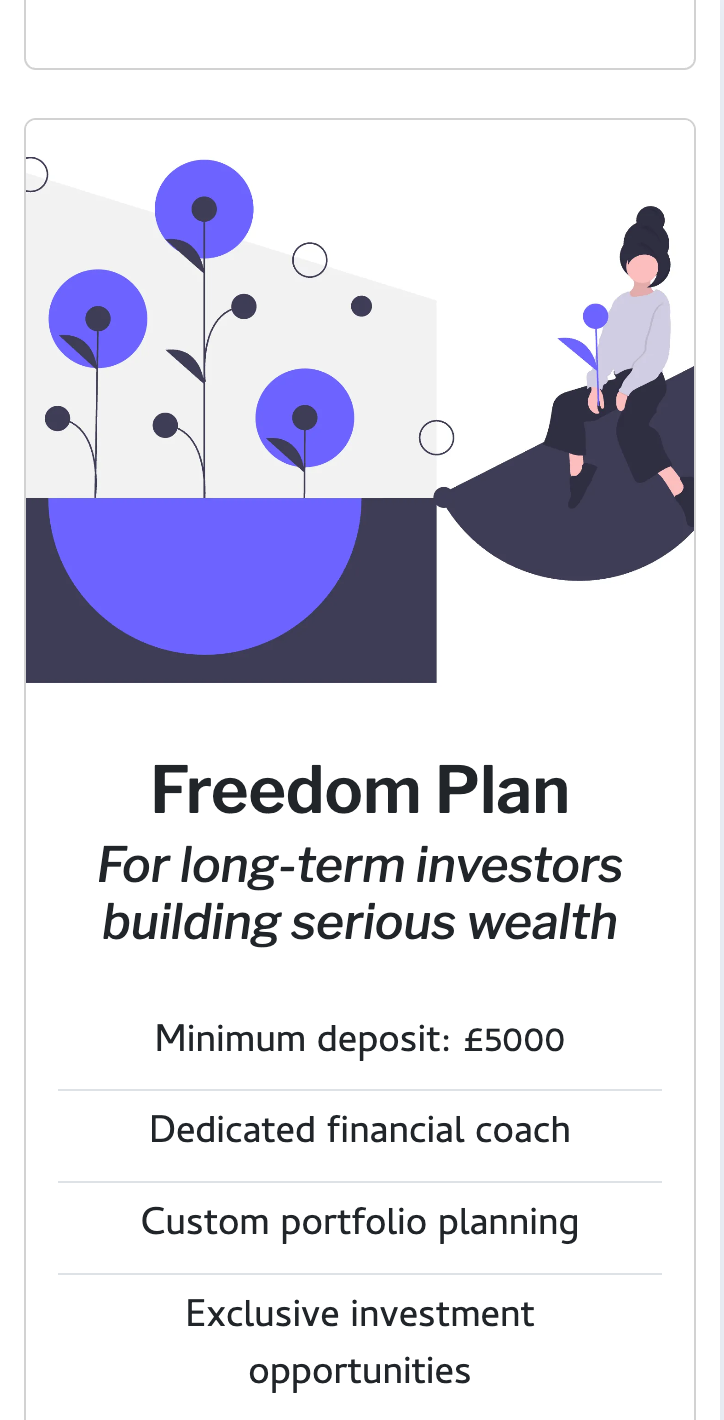 Freedom Plan
For long-term investors
building serious wealth
Minimum deposit: £5000
Dedicated financial coach
Custom portfolio planning
Exclusive investment
opportunities